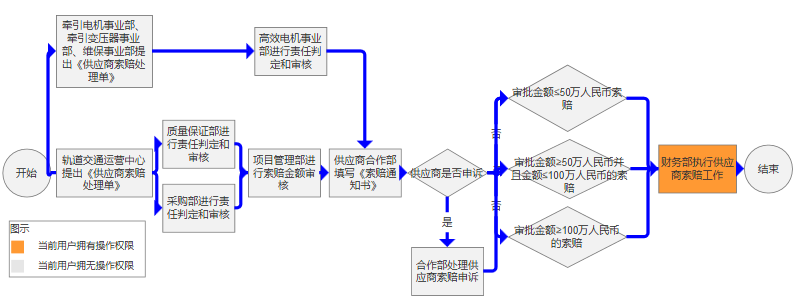 牵引电机事业部、
牵引变压器事业
部、维保事业部提
出《供应商索赔处
理单》
高效电机事业
部进行责任判
定和审核
开始
轨道交通运营中心
提出《供应商索赔
处理单》
质量保证部进
行责任判定和
审核
采购部进行责
任判定和审核
项目管理部进
行索赔金额审
核
供应商合作部
填写《索赔通
知书》
供应商是否申诉
是
合作部处理供
应商索赔申诉
否
否
审批金额≤50万人民币索
赔
审批金额≥50万人民币并
且金额≤100万人民币的索
赔
审批金额≥100万人民币
的索赔
财务部执行供应
商索赔工作
结束
图示
当前用户拥有操作权限
当前用户拥无操作权限